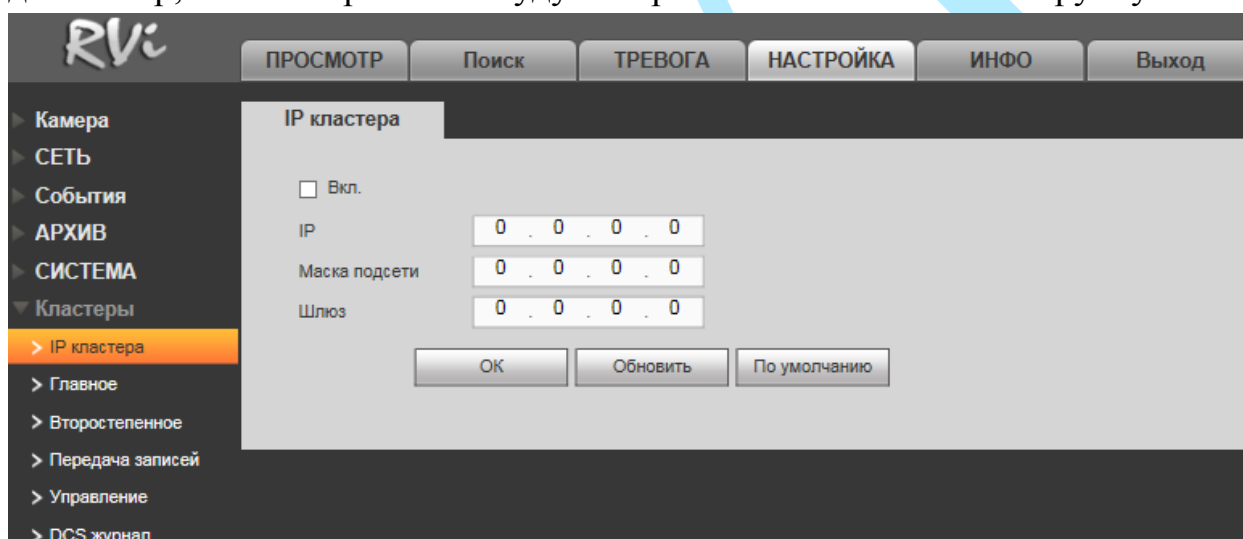 RVi
ПРОСМОТР Поиск ТРЕВОГА НАСТРОЙКА ИНФО Выход
Камера
СЕТЬ
События
АРХИВ
СИСТЕМА
Кластеры
> IP кластера
> Главное
> Второстепенное
> Передача записей
> Управление
> DCS журнал
IP кластера
Вкл.
IP 0 . 0 . 0 . 0
Маска подсети 0 . 0 . 0 . 0
Шлюз 0 . 0 . 0 . 0
ОК Обновить По умолчанию